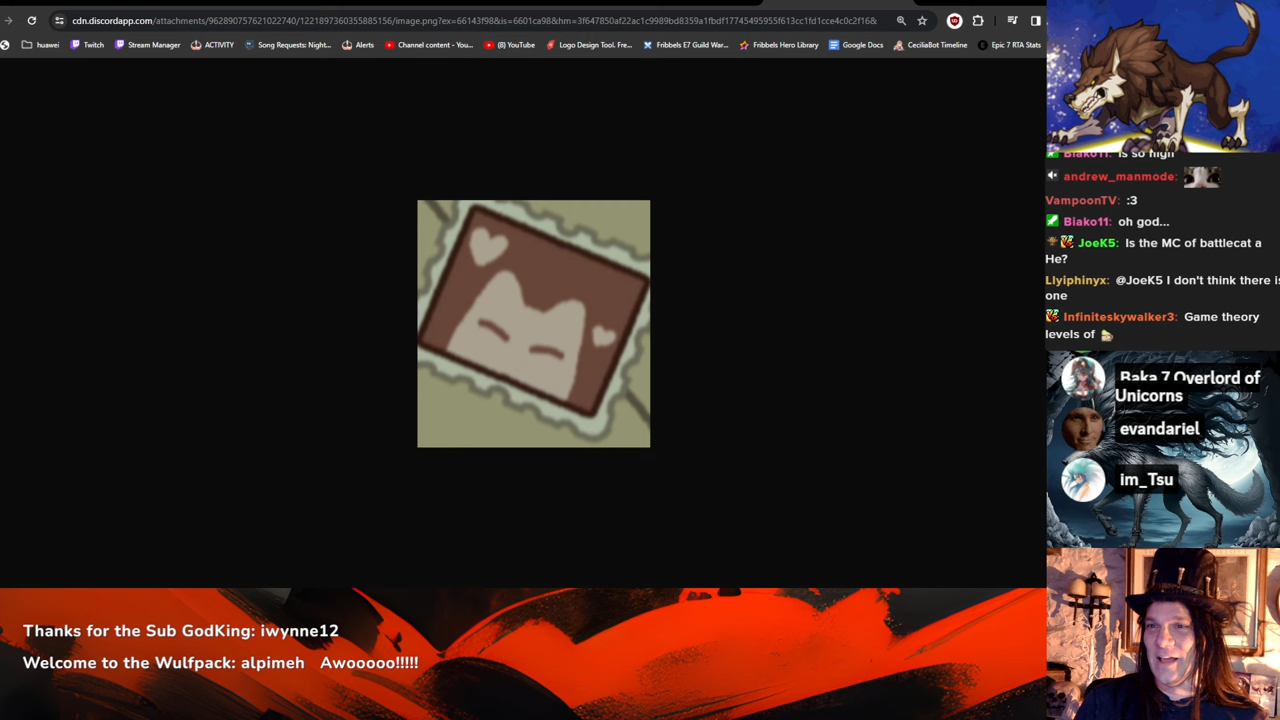 cdn.discordapp.com/attachments/962890757621022740/1221897360355885156/image.png?ex=66143f98&is=6601ca98&hm=3f647850af22ac1c9989bd8359a1fbdf17745495955f613cc1fd1cce4c0c2f16&
huawei
Twitch
Stream Manager
ACTIVITY
Song Requests: Night...
Alerts
Channel content - You...
(8) YouTube
Logo Design Tool. Fre...
Fribbels E7 Guild War...
Fribbels Hero Library
Google Docs
CeciliaBot Timeline
Epic 7 RTA Stats
Biako11: is so high
andrew_manmode:
VampoonTV: :3
Biako11: oh god...
JoeK5: Is the MC of battlecat a
He?
Llyiphinyx: @JoeK5 I don't think there is
one
Infiniteskywalker3: Game theory
levels of
Baka 7 Overlord of
Unicorns
evandariel
im_Tsu
Thanks for the Sub GodKing: iwynne12
Welcome to the Wulfpack: alpimeh Awooooo!!!!!